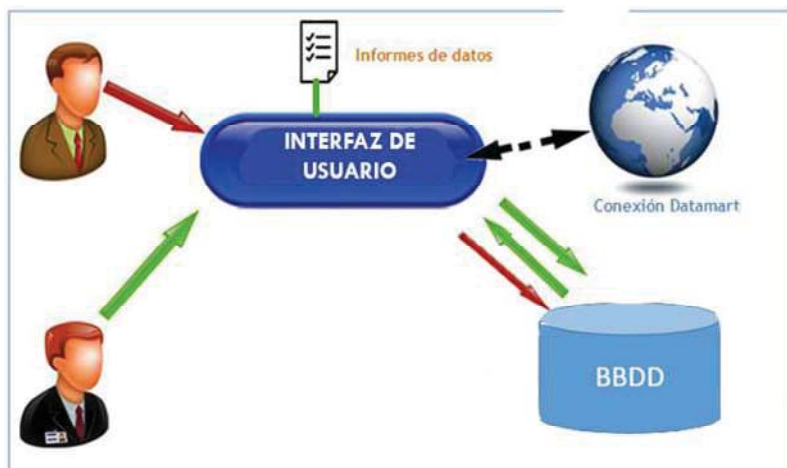 Informes de datos
INTERFAZ DE
USUARIO
Conexión Datamart
BBDD